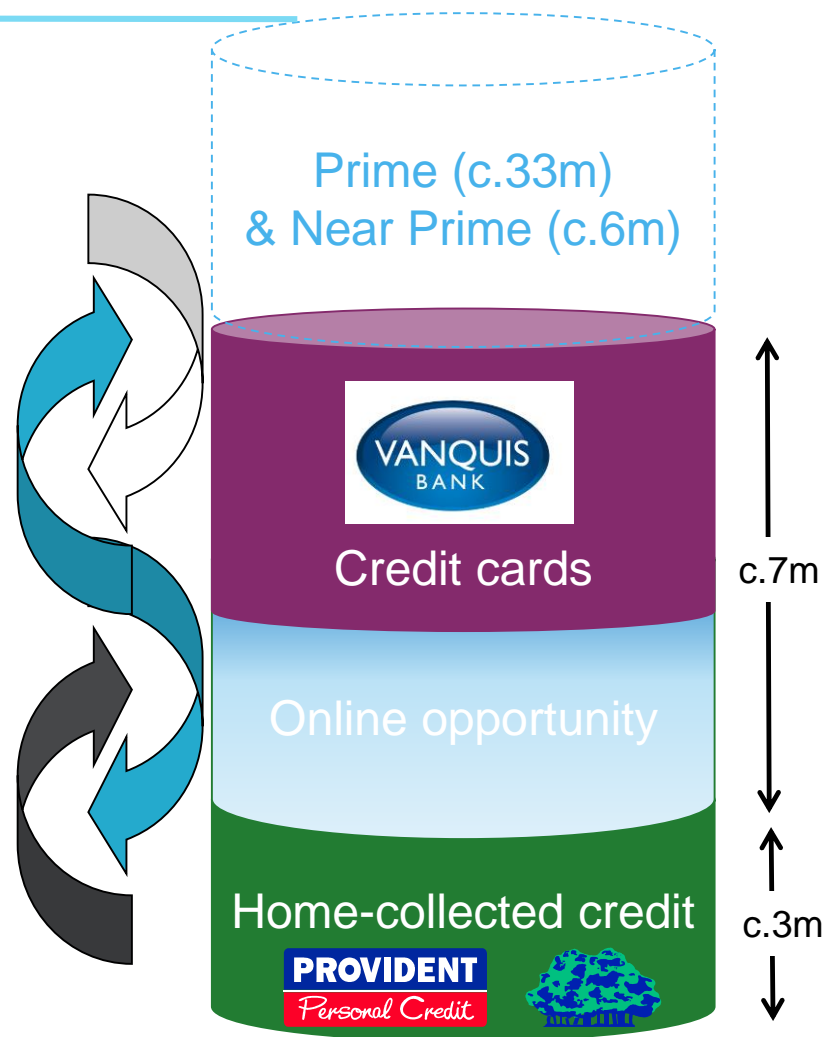 Prime (c.33m)
& Near Prime (c.6m)
VANQUIS
BANK
Credit cards
c.7m
Online opportunity
Home-collected credit
c.3m
PROVIDENT
Personal Credit